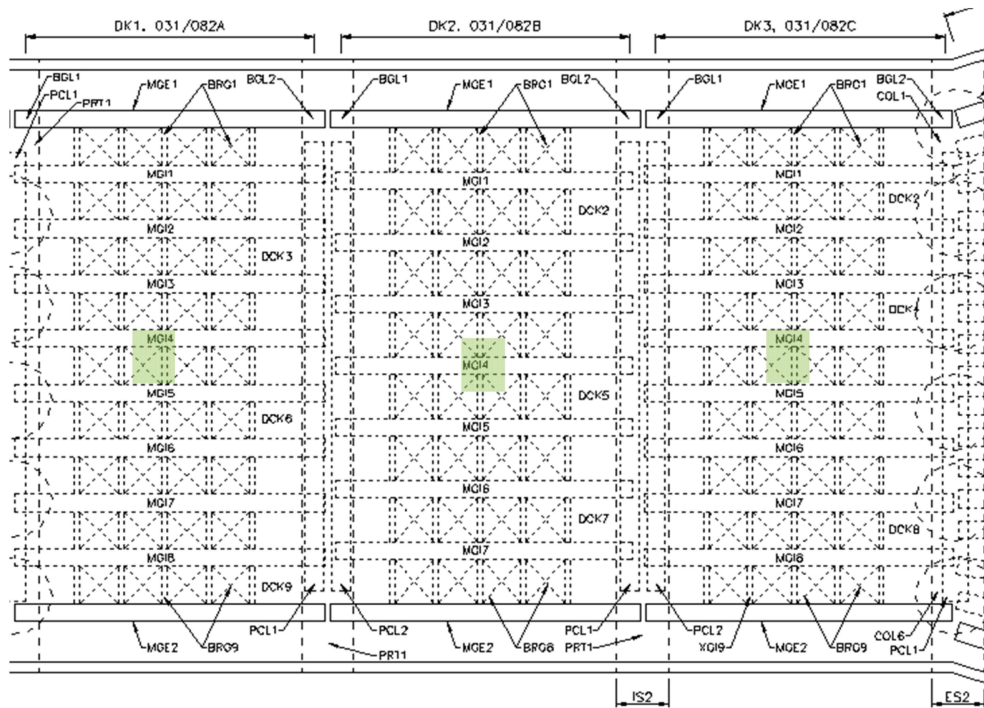 DK1, 031/082A DK2, 031/082B DK3, 031/082C
BGL1 MGE1 BRG1 BGL2 BGL1 MGE1 BRG1 BGL2 BGL1 MGE1 BRG1 BGL2
PCL1 COL1
PRT1
MGI1 MGI1 MGI1
DCK2 DCK2
MGI2 MGI2 MGI2
DCK3
MGI3 MGI3 MGI3
DCK4
MGI4 MGI4 MGI4
MGI5 DCK5 MGI5
DCK6 MGI5
MGI6 MGI6
MGI6
MGI7 DCK7 MGI7
DCK8
MGI8 MGI7 MGI8
DCK9
PCL1 PCL2 PCL1 PCL2 COL6
MGE2 BRG9 MGE2 BRG8 PRT1 XGI9 MGE2 BRG9 PCL1
PRT1
IS2 ES2